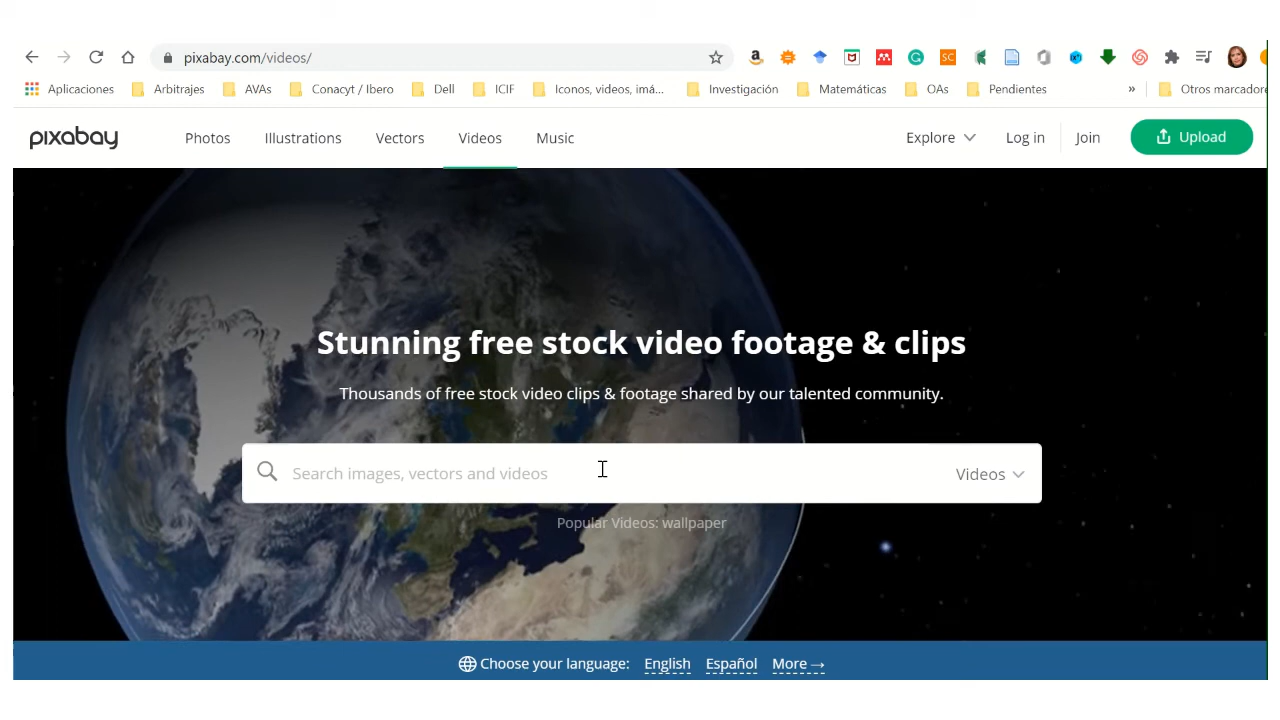 pixabay.com/videos/
Aplicaciones Arbitrajes AVAs Conacyt / Ibero Dell ICIF Iconos, videos, imá... Investigación Matemáticas OAs Pendientes » Otros marcadore
pixabay Photos Illustrations Vectors Videos Music Explore Log in Join Upload
Stunning free stock video footage & clips
Thousands of free stock video clips & footage shared by our talented community.
Search images, vectors and videos Videos
Popular Videos: wallpaper
Choose your language: English Español More →